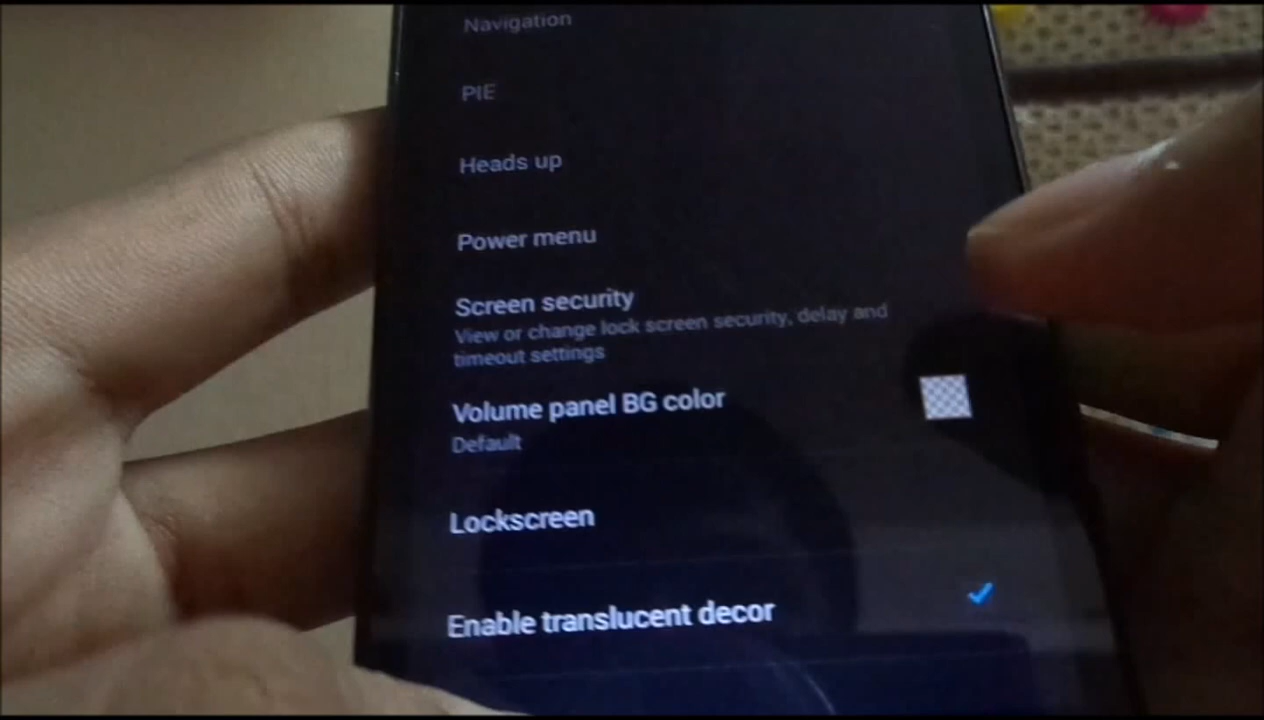 Navigation
PIE
Heads up
Power menu
Screen security
View or change lock screen security, delay and
timeout settings
Volume panel BG color
Default
Lockscreen
Enable translucent decor